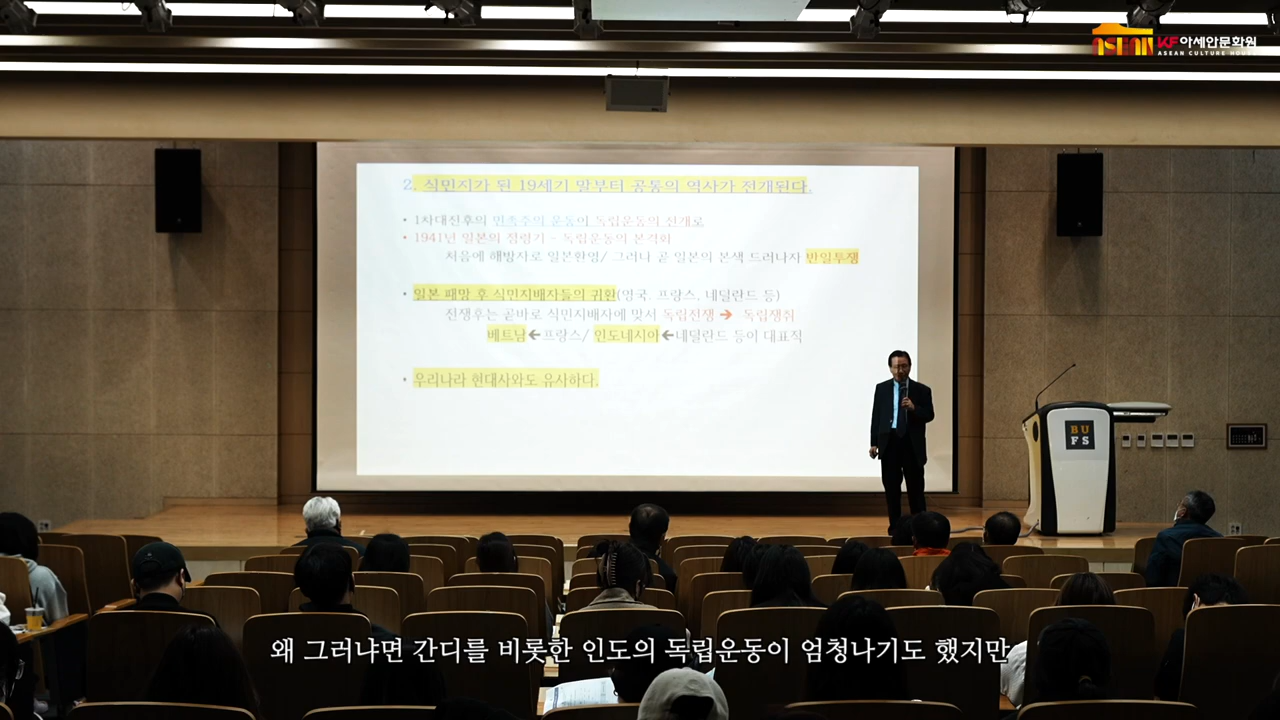 KF아세안문화원
ASEAN CULTURE HOUSE
2. 식민지가 된 19세기 말부터 공통의 역사가 전개된다.
• 1차대전후의 민족주의 운동이 독립운동의 전개로
• 1941년 일본의 점령기 - 독립운동의 본격화
처음에 해방자로 일본환영/ 그러나 곧 일본의 본색 드러나자 반일투쟁
• 일본 패망 후 식민지배자들의 귀환(영국, 프랑스, 네덜란드 등)
전쟁후는 곧바로 식민지배자에 맞서 독립전쟁 ➔ 독립쟁취
베트남←프랑스/ 인도네시아←네덜란드 등이 대표적
• 우리나라 현대사와도 유사하다.
BU
FS
왜 그러냐면 간디를 비롯한 인도의 독립운동이 엄청나기도 했지만